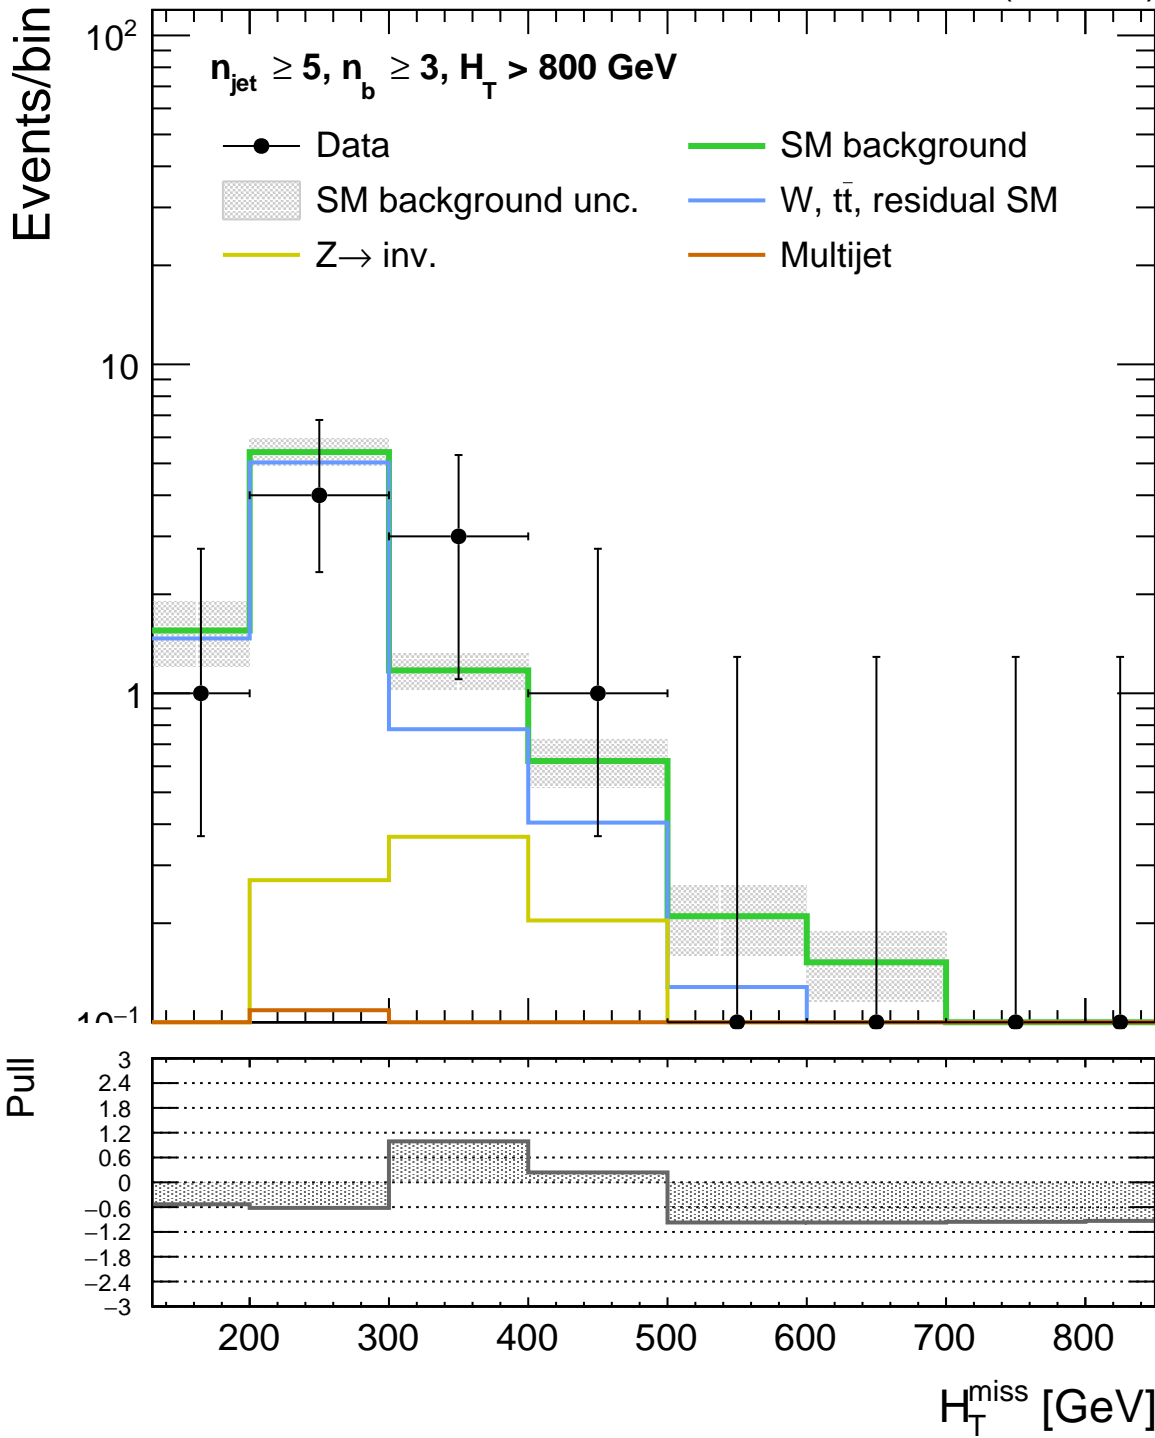 Events/bin
10²
n_jet ≥ 5, n_b ≥ 3, H_T > 800 GeV
Data
SM background
SM background unc.
W, tt̄, residual SM
Z→ inv.
Multijet
10
1
10⁻¹
Pull
3
2.4
1.8
1.2
0.6
0
−0.6
−1.2
−1.8
−2.4
−3
200 300 400 500 600 700 800
H_T^miss [GeV]